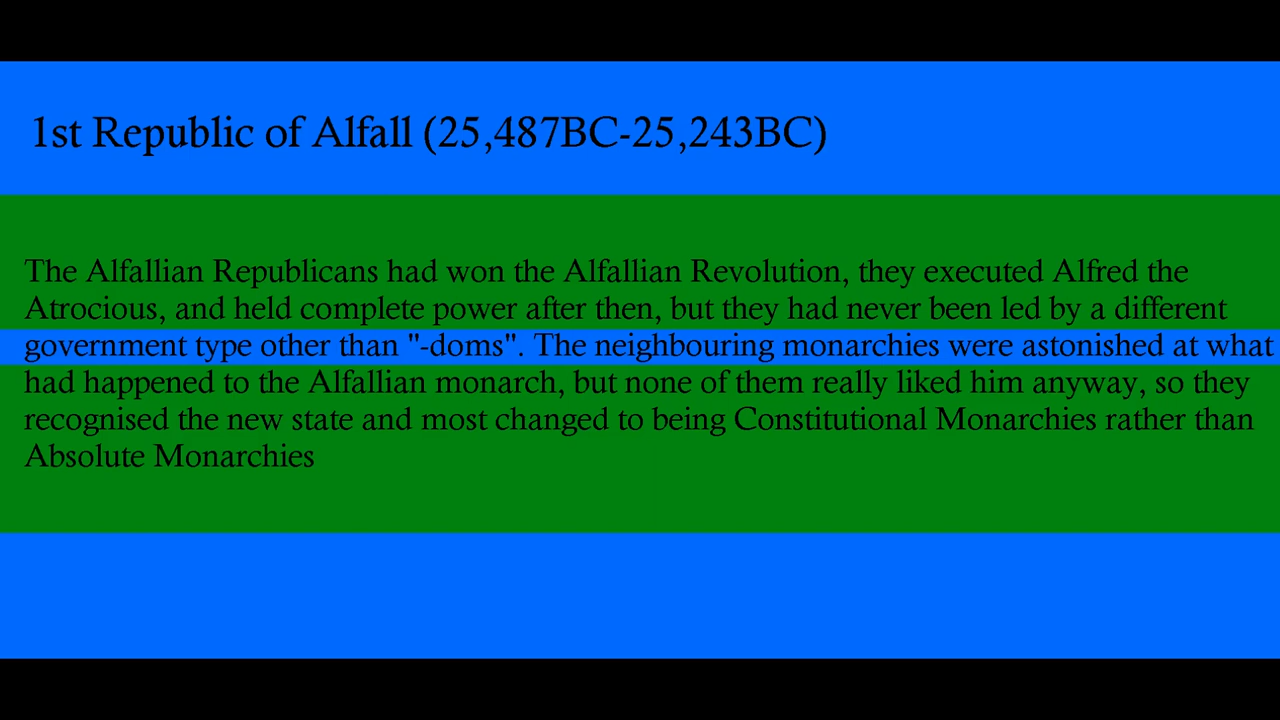 1st Republic of Alfall (25,487BC-25,243BC)
The Alfallian Republicans had won the Alfallian Revolution, they executed Alfred the
Atrocious, and held complete power after then, but they had never been led by a different
government type other than "-doms". The neighbouring monarchies were astonished at what
had happened to the Alfallian monarch, but none of them really liked him anyway, so they
recognised the new state and most changed to being Constitutional Monarchies rather than
Absolute Monarchies